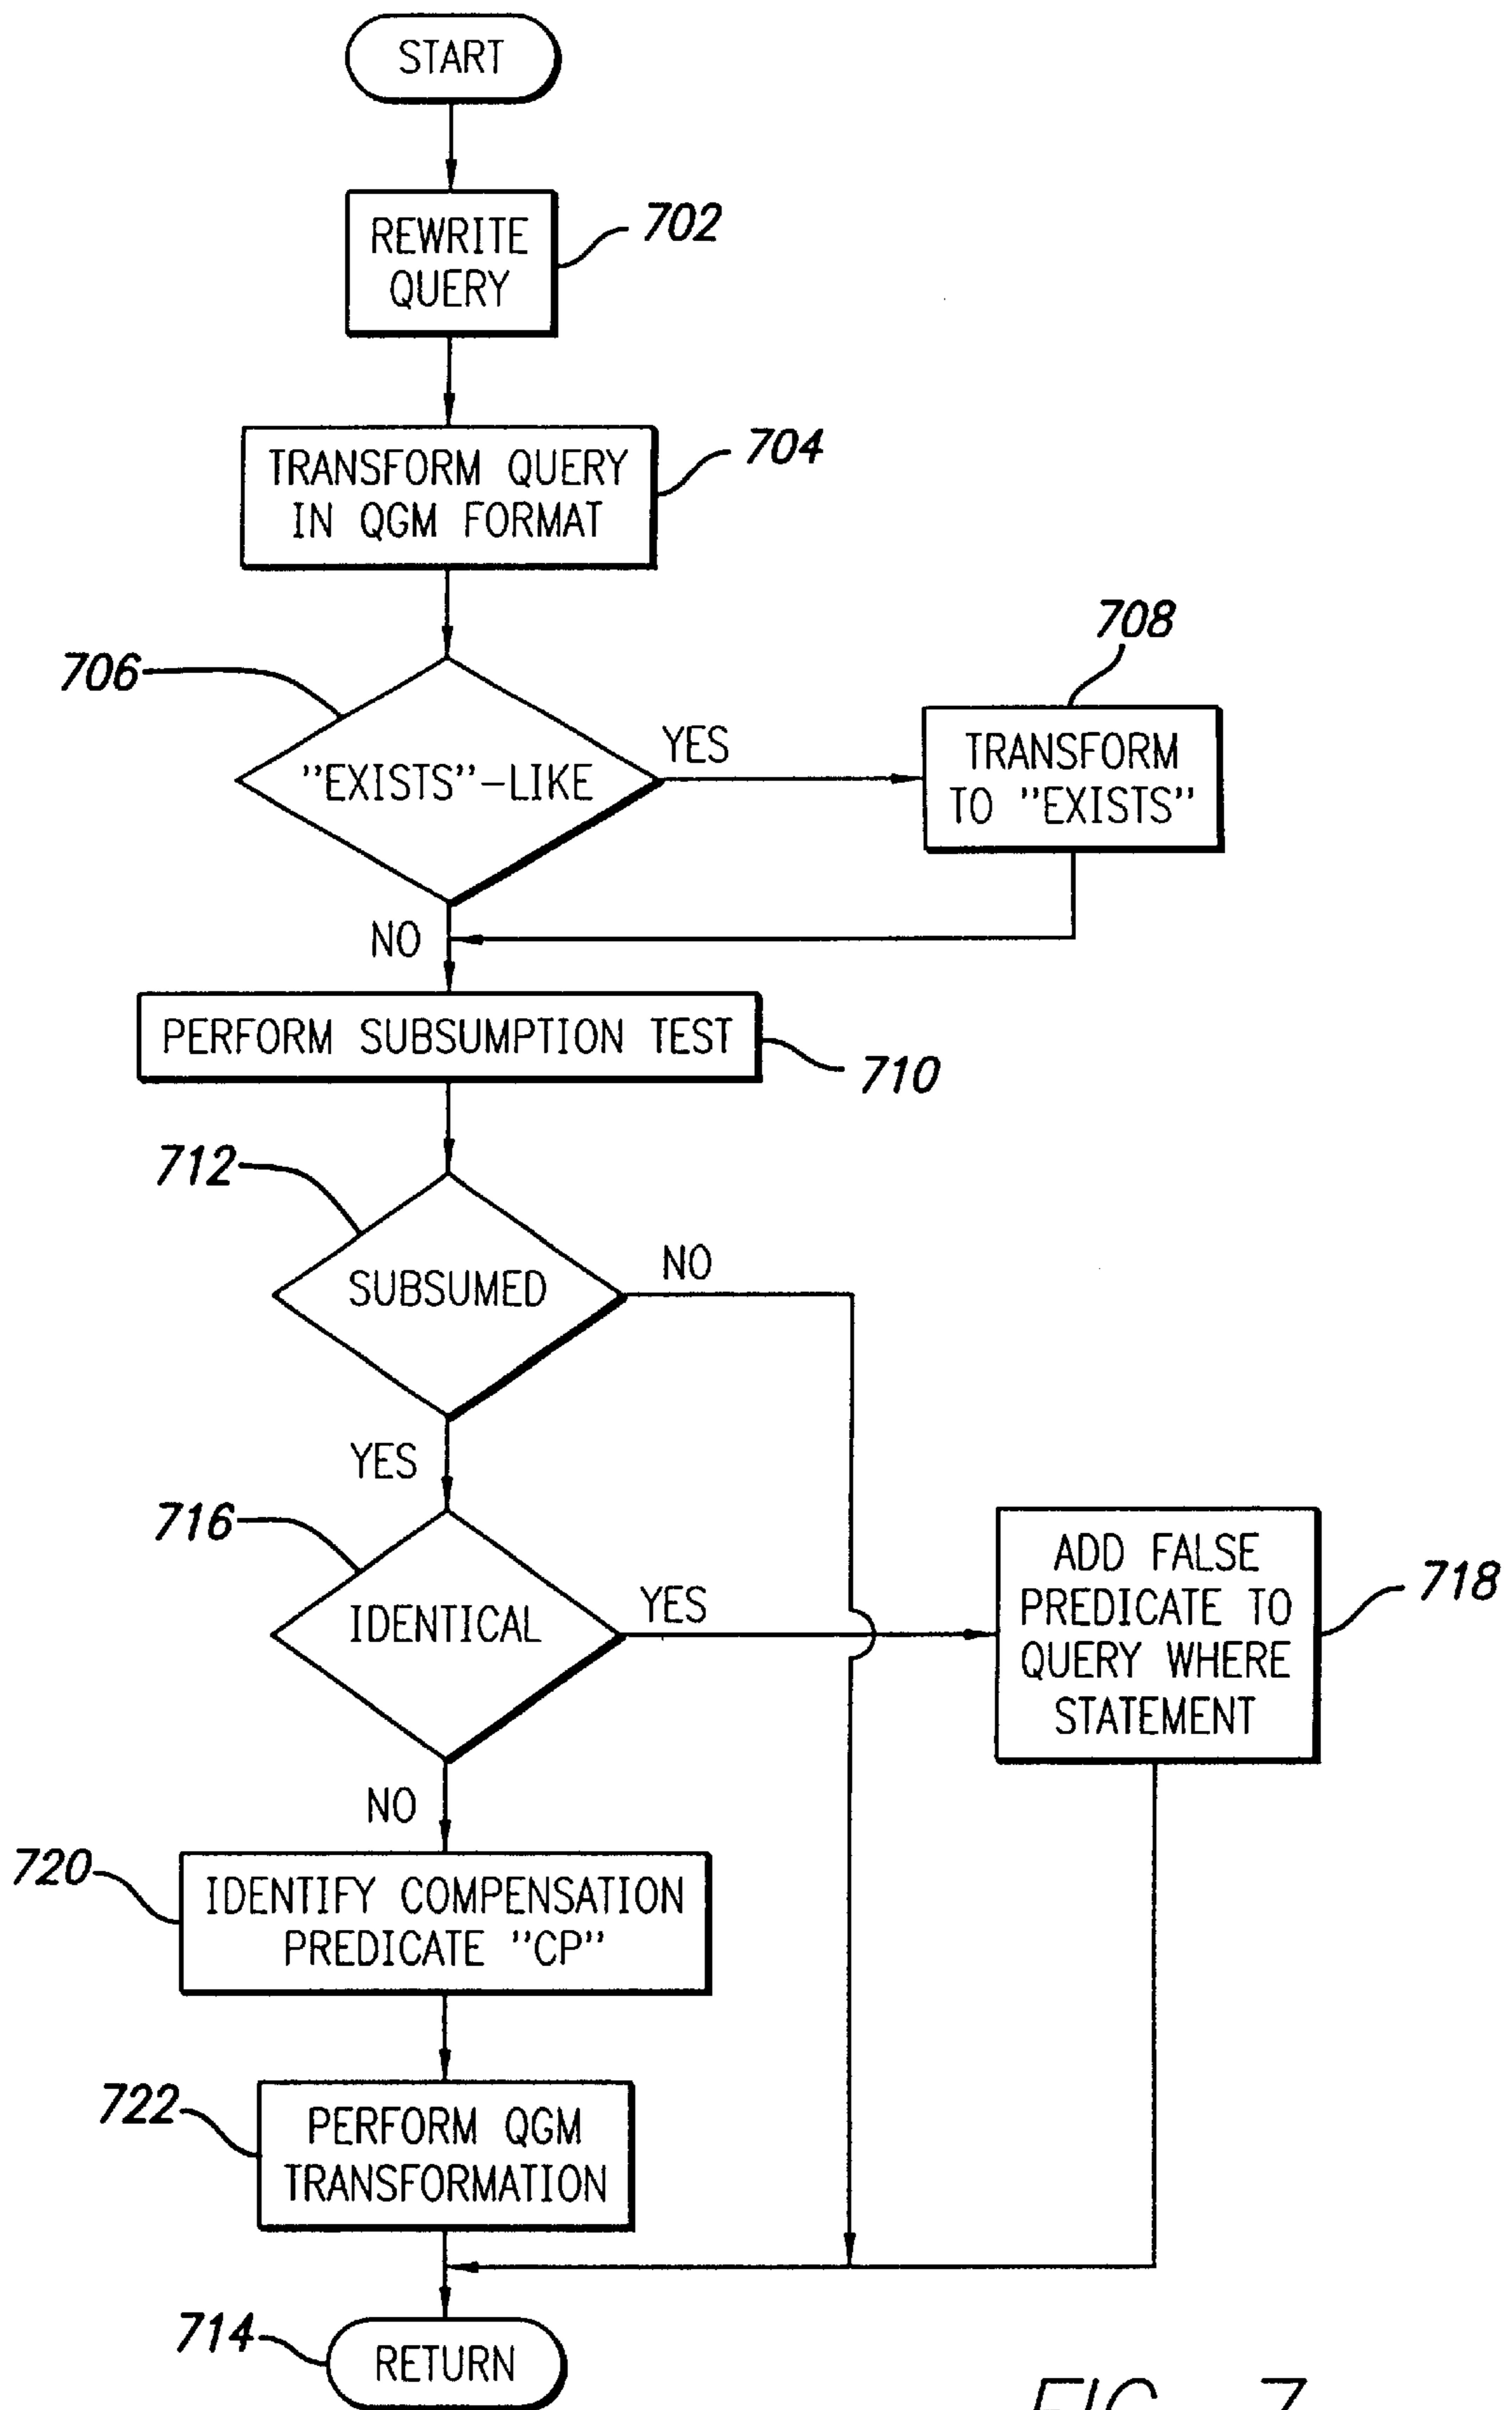 START
REWRITE
QUERY
702
TRANSFORM QUERY
IN QGM FORMAT
704
706
"EXISTS"-LIKE
YES
708
TRANSFORM
TO "EXISTS"
NO
PERFORM SUBSUMPTION TEST
710
712
SUBSUMED
NO
YES
716
IDENTICAL
YES
ADD FALSE
PREDICATE TO
QUERY WHERE
STATEMENT
718
NO
720
IDENTIFY COMPENSATION
PREDICATE "CP"
722
PERFORM QGM
TRANSFORMATION
714
RETURN
FIG. 7